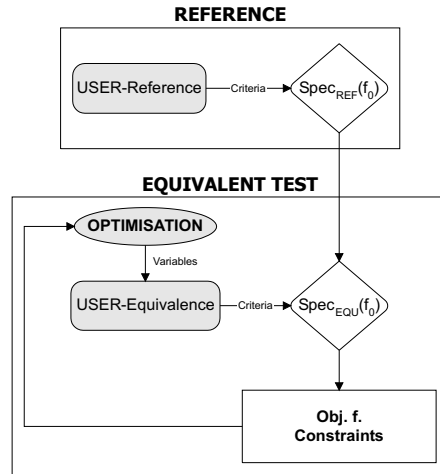 REFERENCE
USER-Reference
Criteria
Spec_REF(f_0)
EQUIVALENT TEST
OPTIMISATION
Variables
USER-Equivalence
Criteria
Spec_EQU(f_0)
Obj. f.
Constraints